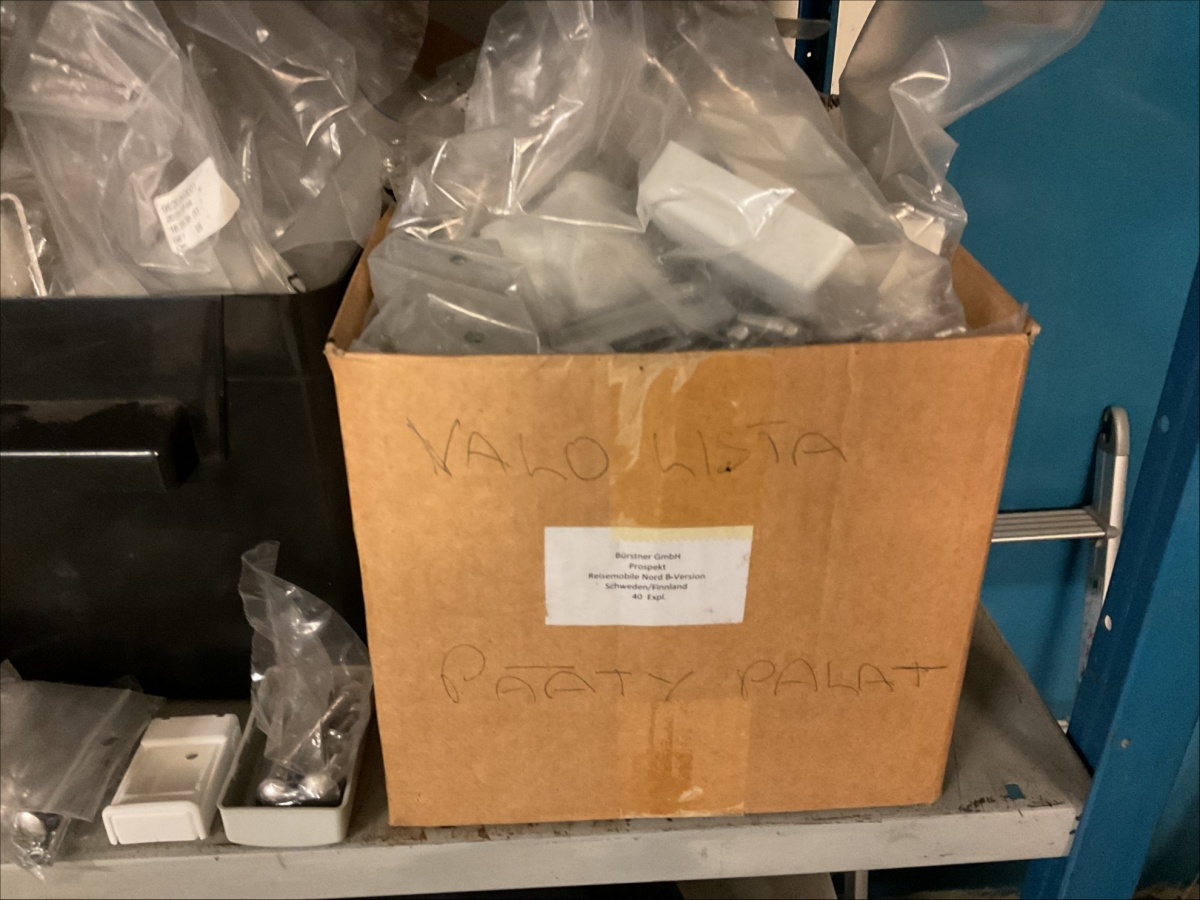 VALO LISTA
Bürstner GmbH
Prospekt
Reisemobile Nord B-Version
Schweden/Finnland
40 Expl.
PÄÄTY PALAT